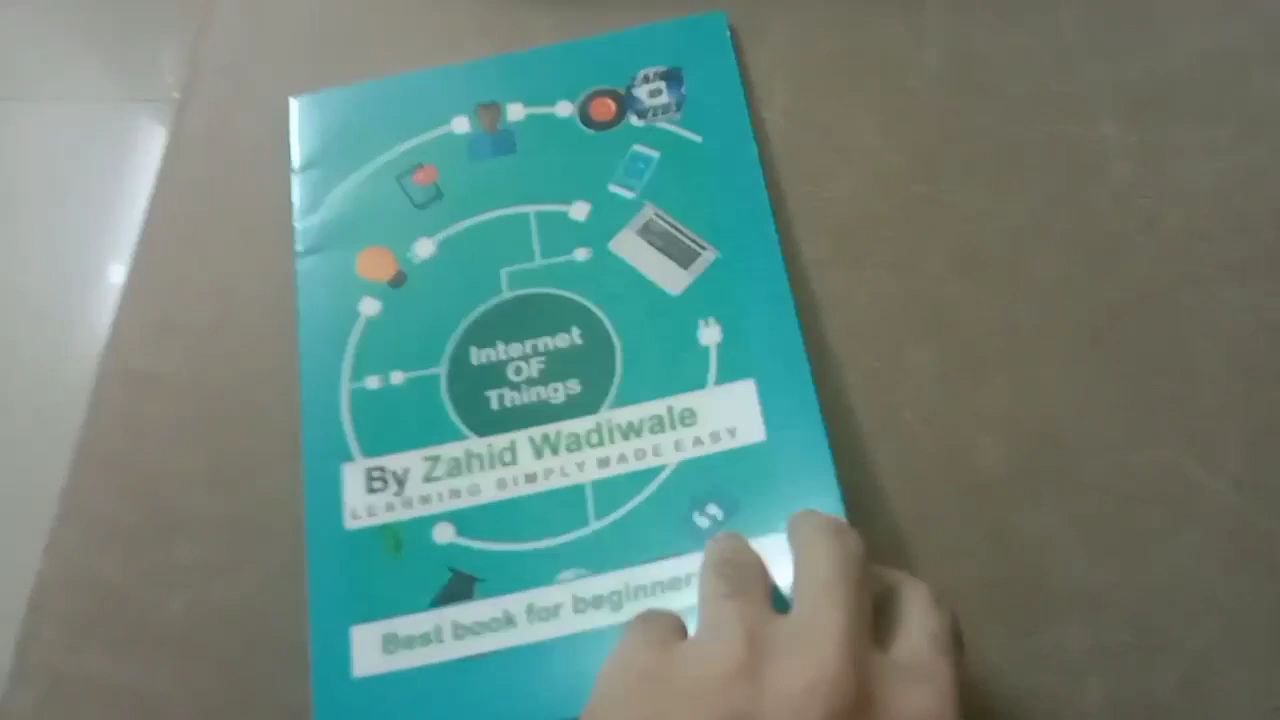 Internet
OF
Things
By Zahid Wadiwale
LEARNING SIMPLY MADE EASY
Best book for beginner